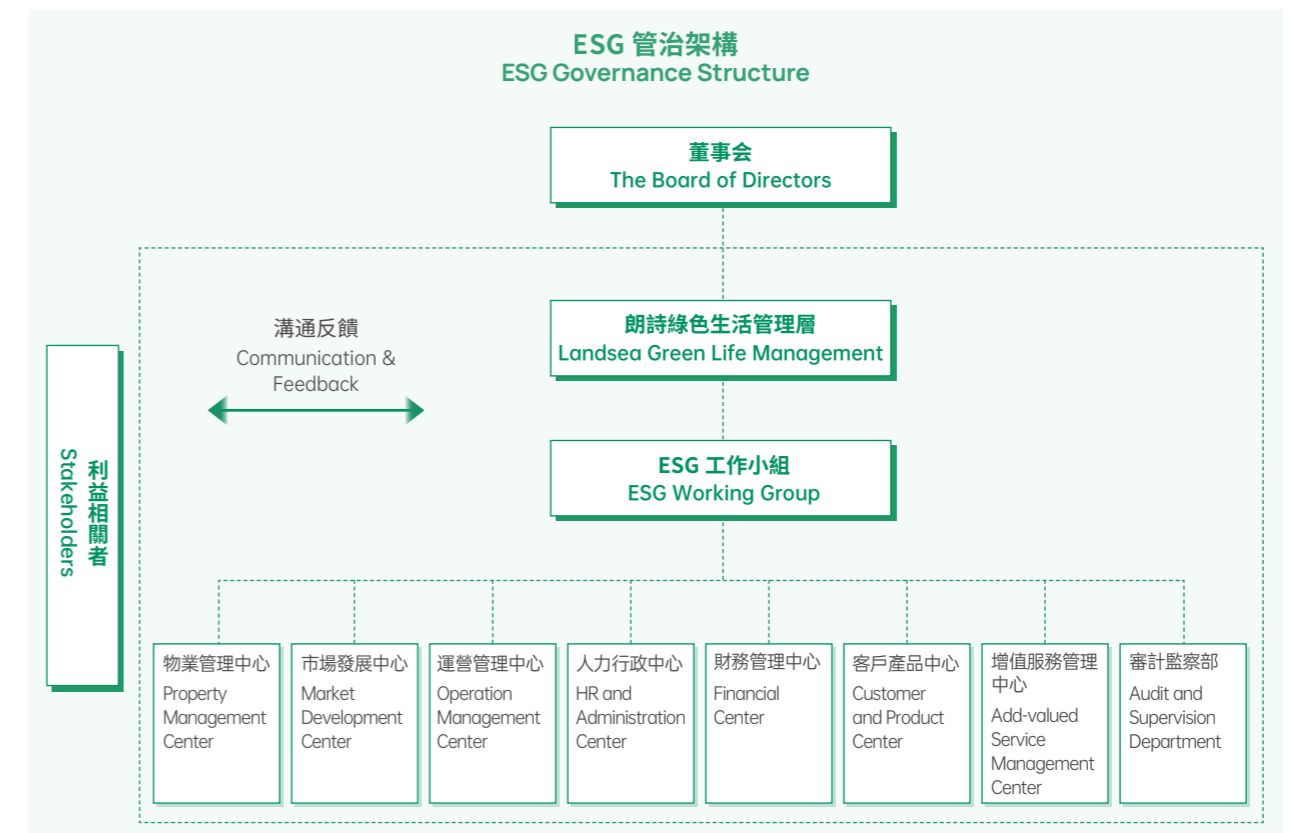 ESG 管治架構
ESG Governance Structure
董事会
The Board of Directors
溝通反饋
Communication &
Feedback
朗詩綠色生活管理層
Landsea Green Life Management
利益相關者
Stakeholders
ESG 工作小組
ESG Working Group
物業管理中心
Property
Management
Center
市場發展中心
Market
Development
Center
運營管理中心
Operation
Management
Center
人力行政中心
HR and
Administration
Center
財務管理中心
Financial
Center
客戶產品中心
Customer
and Product
Center
增值服務管理
中心
Add-valued
Service
Management
Center
審計監察部
Audit and
Supervision
Department